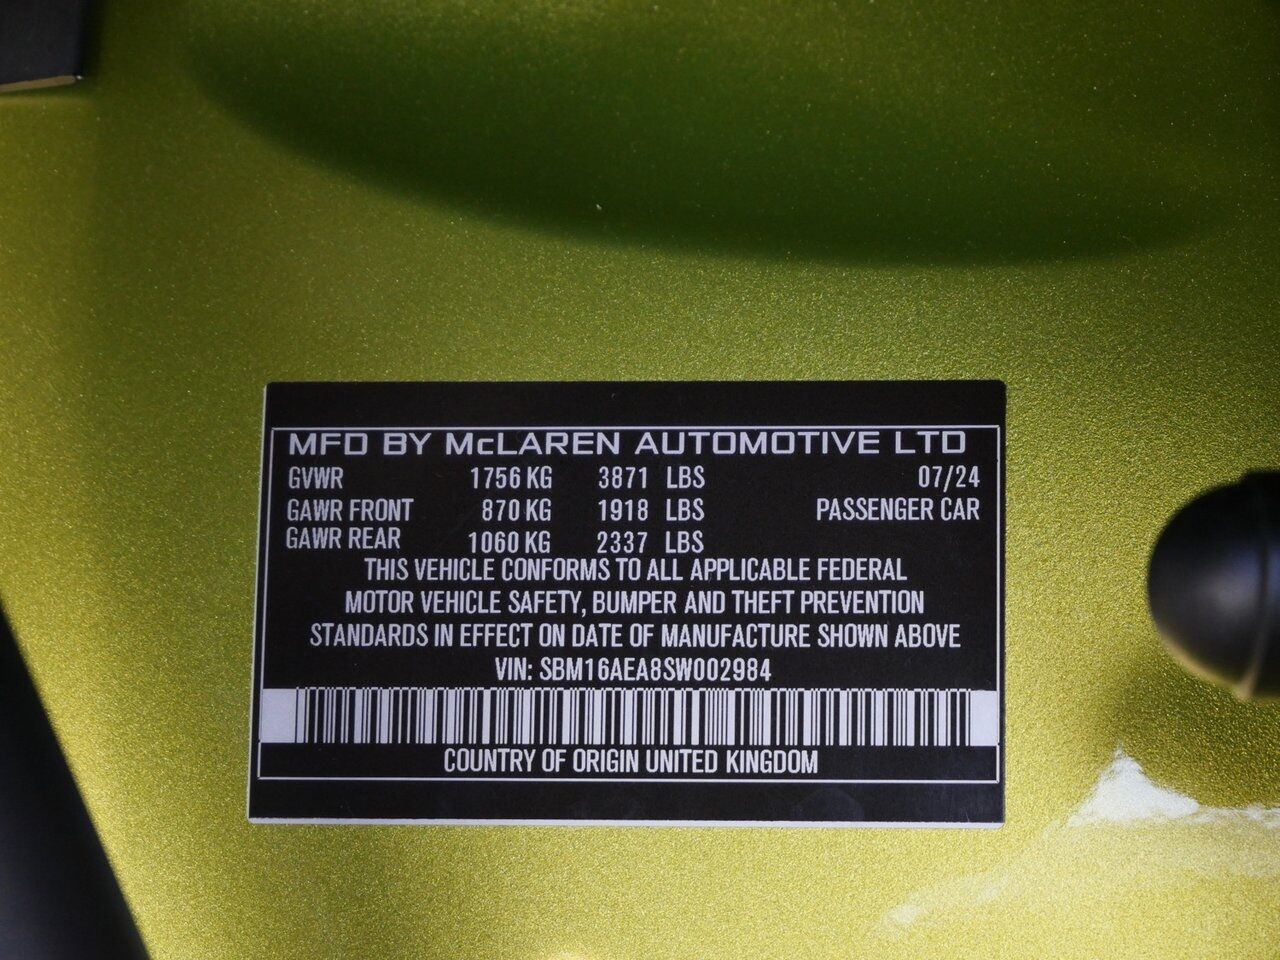 MFD BY McLAREN AUTOMOTIVE LTD
GVWR 1756 KG 3871 LBS 07/24
GAWR FRONT 870 KG 1918 LBS PASSENGER CAR
GAWR REAR 1060 KG 2337 LBS
THIS VEHICLE CONFORMS TO ALL APPLICABLE FEDERAL
MOTOR VEHICLE SAFETY, BUMPER AND THEFT PREVENTION
STANDARDS IN EFFECT ON DATE OF MANUFACTURE SHOWN ABOVE
VIN: SBM16AEA8SW002984
COUNTRY OF ORIGIN UNITED KINGDOM